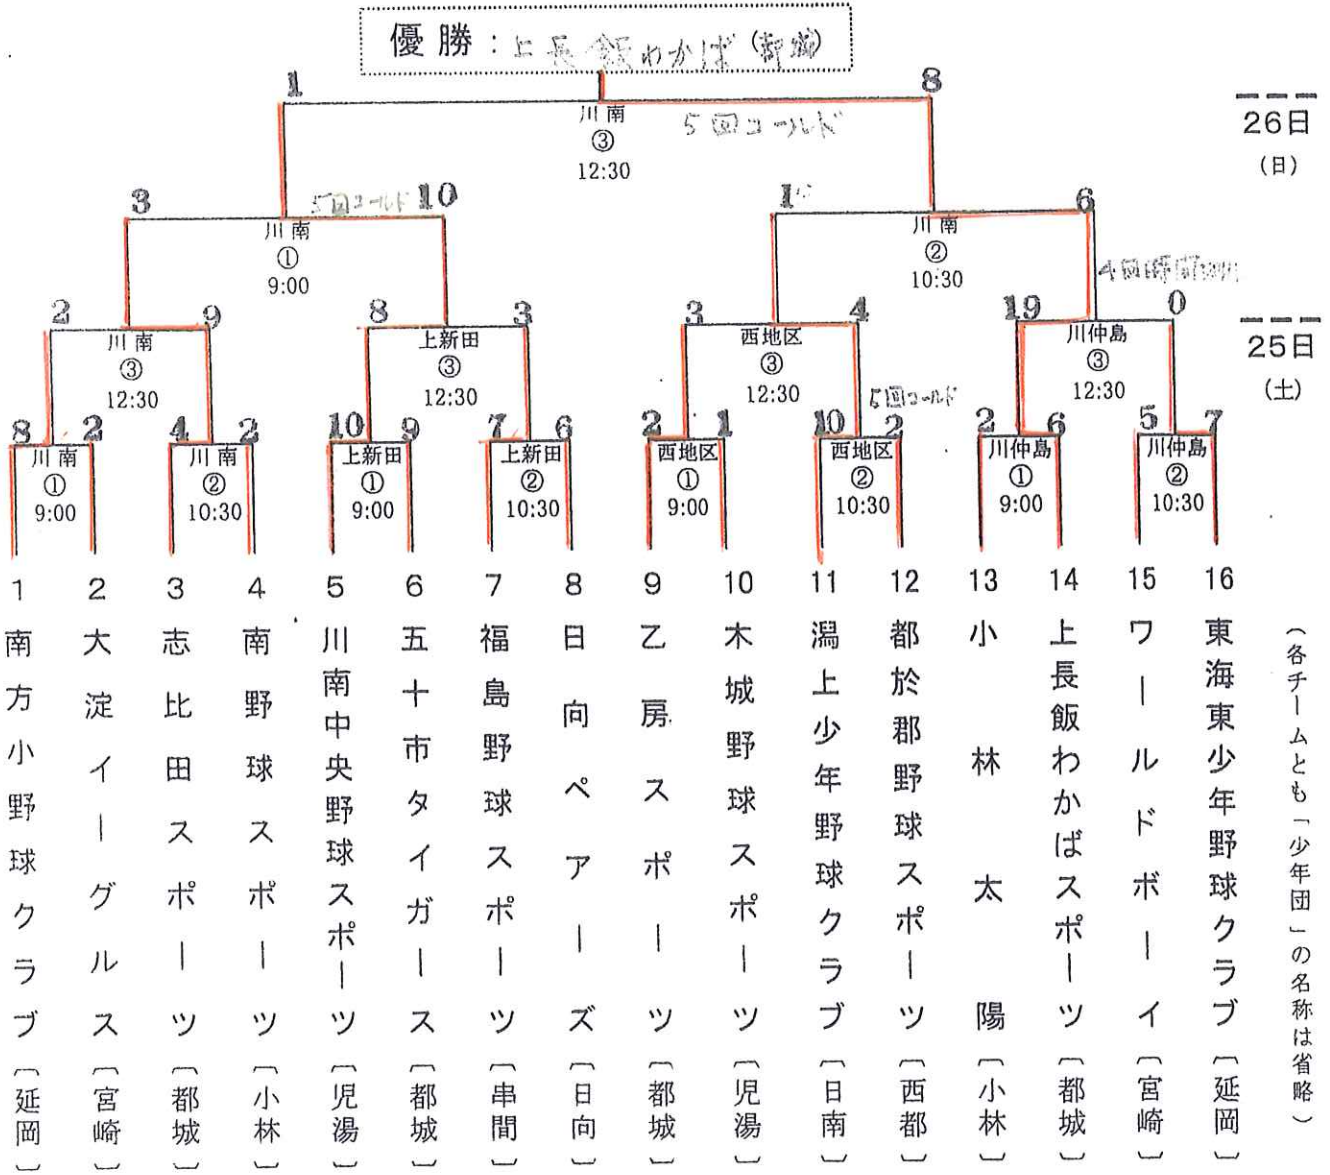 優勝：上長飯わかば（都城）
1 8
川南 5回コールド
③
12:30
26日
（日）
3 5回コールド 10 1 6
川南 川南
① ②
9:00 10:30
4回時間切れ
2 9 8 3 3 4 19 0
川南 上新田 西地区 川仲島
③ ③ ③ ③
12:30 12:30 12:30 12:30
25日
（土）
5回コールド
8 2 4 2 10 9 7 6 2 1 10 2 2 6 5 7
川南 川南 上新田 上新田 西地区 西地区 川仲島 川仲島
① ② ① ② ① ② ① ②
9:00 10:30 9:00 10:30 9:00 10:30 9:00 10:30
1 南方小野球クラブ〔延岡〕
2 大淀イーグルス〔宮崎〕
3 志比田スポーツ〔都城〕
4 南野球スポーツ〔小林〕
5 川南中央野球スポーツ〔児湯〕
6 五十市タイガース〔都城〕
7 福島野球スポーツ〔串間〕
8 日向ペアーズ〔日向〕
9 乙房スポーツ〔都城〕
10 木城野球スポーツ〔児湯〕
11 潟上少年野球クラブ〔日南〕
12 都於郡野球スポーツ〔西都〕
13 小林太陽〔小林〕
14 上長飯わかばスポーツ〔都城〕
15 ワールドボーイ〔宮崎〕
16 東海東少年野球クラブ〔延岡〕
（各チームとも「少年団」の名称は省略）